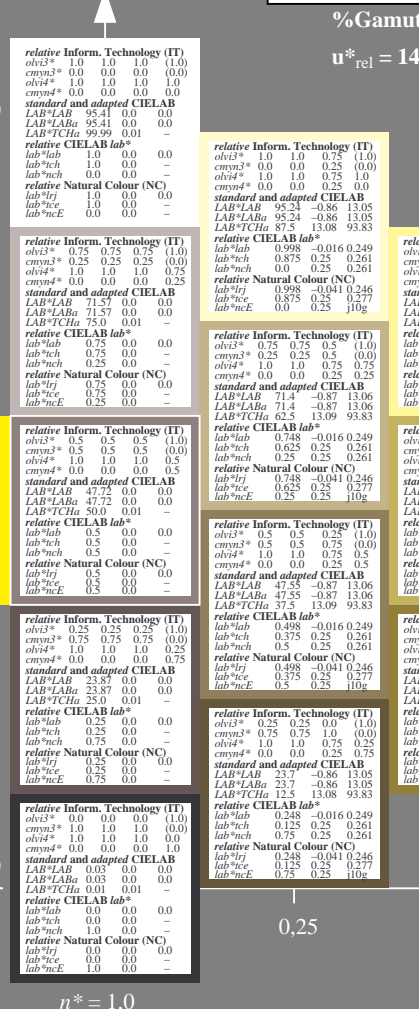 %Gamut
u*rel = 14
relative Inform. Technology (IT)
olvi3* 1.0 1.0 1.0 (1.0)
cmyn3* 0.0 0.0 0.0 (0.0)
olvi4* 1.0 1.0 1.0 1.0
cmyn4* 0.0 0.0 0.0 0.0
standard and adapted CIELAB
LAB*LAB 95.41 0.0 0.0
LAB*LABa 95.41 0.0 0.0
LAB*TCHa 99.99 0.01 –
relative CIELAB lab*
lab*lab 1.0 0.0 0.0
lab*tch 1.0 0.0 –
lab*nch 0.0 0.0 –
relative Natural Colour (NC)
lab*lrj 1.0 0.0 0.0
lab*tce 1.0 0.0 –
lab*ncE 0.0 0.0 –
relative Inform. Technology (IT)
olvi3* 0.75 0.75 0.75 (1.0)
cmyn3* 0.25 0.25 0.25 (0.0)
olvi4* 1.0 1.0 1.0 0.75
cmyn4* 0.0 0.0 0.0 0.25
standard and adapted CIELAB
LAB*LAB 71.57 0.0 0.0
LAB*LABa 71.57 0.0 0.0
LAB*TCHa 75.0 0.01 –
relative CIELAB lab*
lab*lab 0.75 0.0 0.0
lab*tch 0.75 0.0 –
lab*nch 0.25 0.0 –
relative Natural Colour (NC)
lab*lrj 0.75 0.0 0.0
lab*tce 0.75 0.0 –
lab*ncE 0.25 0.0 –
relative Inform. Technology (IT)
olvi3* 0.5 0.5 0.5 (1.0)
cmyn3* 0.5 0.5 0.5 (0.0)
olvi4* 1.0 1.0 1.0 0.5
cmyn4* 0.0 0.0 0.0 0.5
standard and adapted CIELAB
LAB*LAB 47.72 0.0 0.0
LAB*LABa 47.72 0.0 0.0
LAB*TCHa 50.0 0.01 –
relative CIELAB lab*
lab*lab 0.5 0.0 0.0
lab*tch 0.5 0.0 –
lab*nch 0.5 0.0 –
relative Natural Colour (NC)
lab*lrj 0.5 0.0 0.0
lab*tce 0.5 0.0 –
lab*ncE 0.5 0.0 –
relative Inform. Technology (IT)
olvi3* 0.25 0.25 0.25 (1.0)
cmyn3* 0.75 0.75 0.75 (0.0)
olvi4* 1.0 1.0 1.0 0.25
cmyn4* 0.0 0.0 0.0 0.75
standard and adapted CIELAB
LAB*LAB 23.87 0.0 0.0
LAB*LABa 23.87 0.0 0.0
LAB*TCHa 25.0 0.01 –
relative CIELAB lab*
lab*lab 0.25 0.0 0.0
lab*tch 0.25 0.0 –
lab*nch 0.75 0.0 –
relative Natural Colour (NC)
lab*lrj 0.25 0.0 0.0
lab*tce 0.25 0.0 –
lab*ncE 0.75 0.0 –
relative Inform. Technology (IT)
olvi3* 0.0 0.0 0.0 (1.0)
cmyn3* 1.0 1.0 1.0 (0.0)
olvi4* 1.0 1.0 1.0 0.0
cmyn4* 0.0 0.0 0.0 1.0
standard and adapted CIELAB
LAB*LAB 0.03 0.0 0.0
LAB*LABa 0.03 0.0 0.0
LAB*TCHa 0.01 0.01 –
relative CIELAB lab*
lab*lab 0.0 0.0 0.0
lab*tch 0.0 0.0 –
lab*nch 1.0 0.0 –
relative Natural Colour (NC)
lab*lrj 0.0 0.0 0.0
lab*tce 0.0 0.0 –
lab*ncE 1.0 0.0 –
n* = 1,0
relative Inform. Technology (IT)
olvi3* 1.0 1.0 0.75 (1.0)
cmyn3* 0.0 0.0 0.25 (0.0)
olvi4* 1.0 1.0 0.75 1.0
cmyn4* 0.0 0.0 0.25 0.0
standard and adapted CIELAB
LAB*LAB 95.24 –0.86 13.05
LAB*LABa 95.24 –0.86 13.05
LAB*TCHa 87.5 13.08 93.83
relative CIELAB lab*
lab*lab 0.998 –0.016 0.249
lab*tch 0.875 0.25 0.261
lab*nch 0.0 0.25 0.261
relative Natural Colour (NC)
lab*lrj 0.998 –0.041 0.246
lab*tce 0.875 0.25 0.277
lab*ncE 0.0 0.25 j10g
relative Inform. Technology (IT)
olvi3* 0.75 0.75 0.5 (1.0)
cmyn3* 0.25 0.25 0.5 (0.0)
olvi4* 1.0 1.0 0.75 0.75
cmyn4* 0.0 0.0 0.25 0.25
standard and adapted CIELAB
LAB*LAB 71.4 –0.87 13.06
LAB*LABa 71.4 –0.87 13.06
LAB*TCHa 62.5 13.09 93.83
relative CIELAB lab*
lab*lab 0.748 –0.016 0.249
lab*tch 0.625 0.25 0.261
lab*nch 0.25 0.25 0.261
relative Natural Colour (NC)
lab*lrj 0.748 –0.041 0.246
lab*tce 0.625 0.25 0.277
lab*ncE 0.25 0.25 j10g
relative Inform. Technology (IT)
olvi3* 0.5 0.5 0.25 (1.0)
cmyn3* 0.5 0.5 0.75 (0.0)
olvi4* 1.0 1.0 0.75 0.5
cmyn4* 0.0 0.0 0.25 0.5
standard and adapted CIELAB
LAB*LAB 47.55 –0.87 13.06
LAB*LABa 47.55 –0.87 13.06
LAB*TCHa 37.5 13.09 93.83
relative CIELAB lab*
lab*lab 0.498 –0.016 0.249
lab*tch 0.375 0.25 0.261
lab*nch 0.5 0.25 0.261
relative Natural Colour (NC)
lab*lrj 0.498 –0.041 0.246
lab*tce 0.375 0.25 0.277
lab*ncE 0.5 0.25 j10g
relative Inform. Technology (IT)
olvi3* 0.25 0.25 0.0 (1.0)
cmyn3* 0.75 0.75 1.0 (0.0)
olvi4* 1.0 1.0 0.75 0.25
cmyn4* 0.0 0.0 0.25 0.75
standard and adapted CIELAB
LAB*LAB 23.7 –0.86 13.05
LAB*LABa 23.7 –0.86 13.05
LAB*TCHa 12.5 13.08 93.83
relative CIELAB lab*
lab*lab 0.248 –0.016 0.249
lab*tch 0.125 0.25 0.261
lab*nch 0.75 0.25 0.261
relative Natural Colour (NC)
lab*lrj 0.248 –0.041 0.246
lab*tce 0.125 0.25 0.277
lab*ncE 0.75 0.25 j10g
0,25